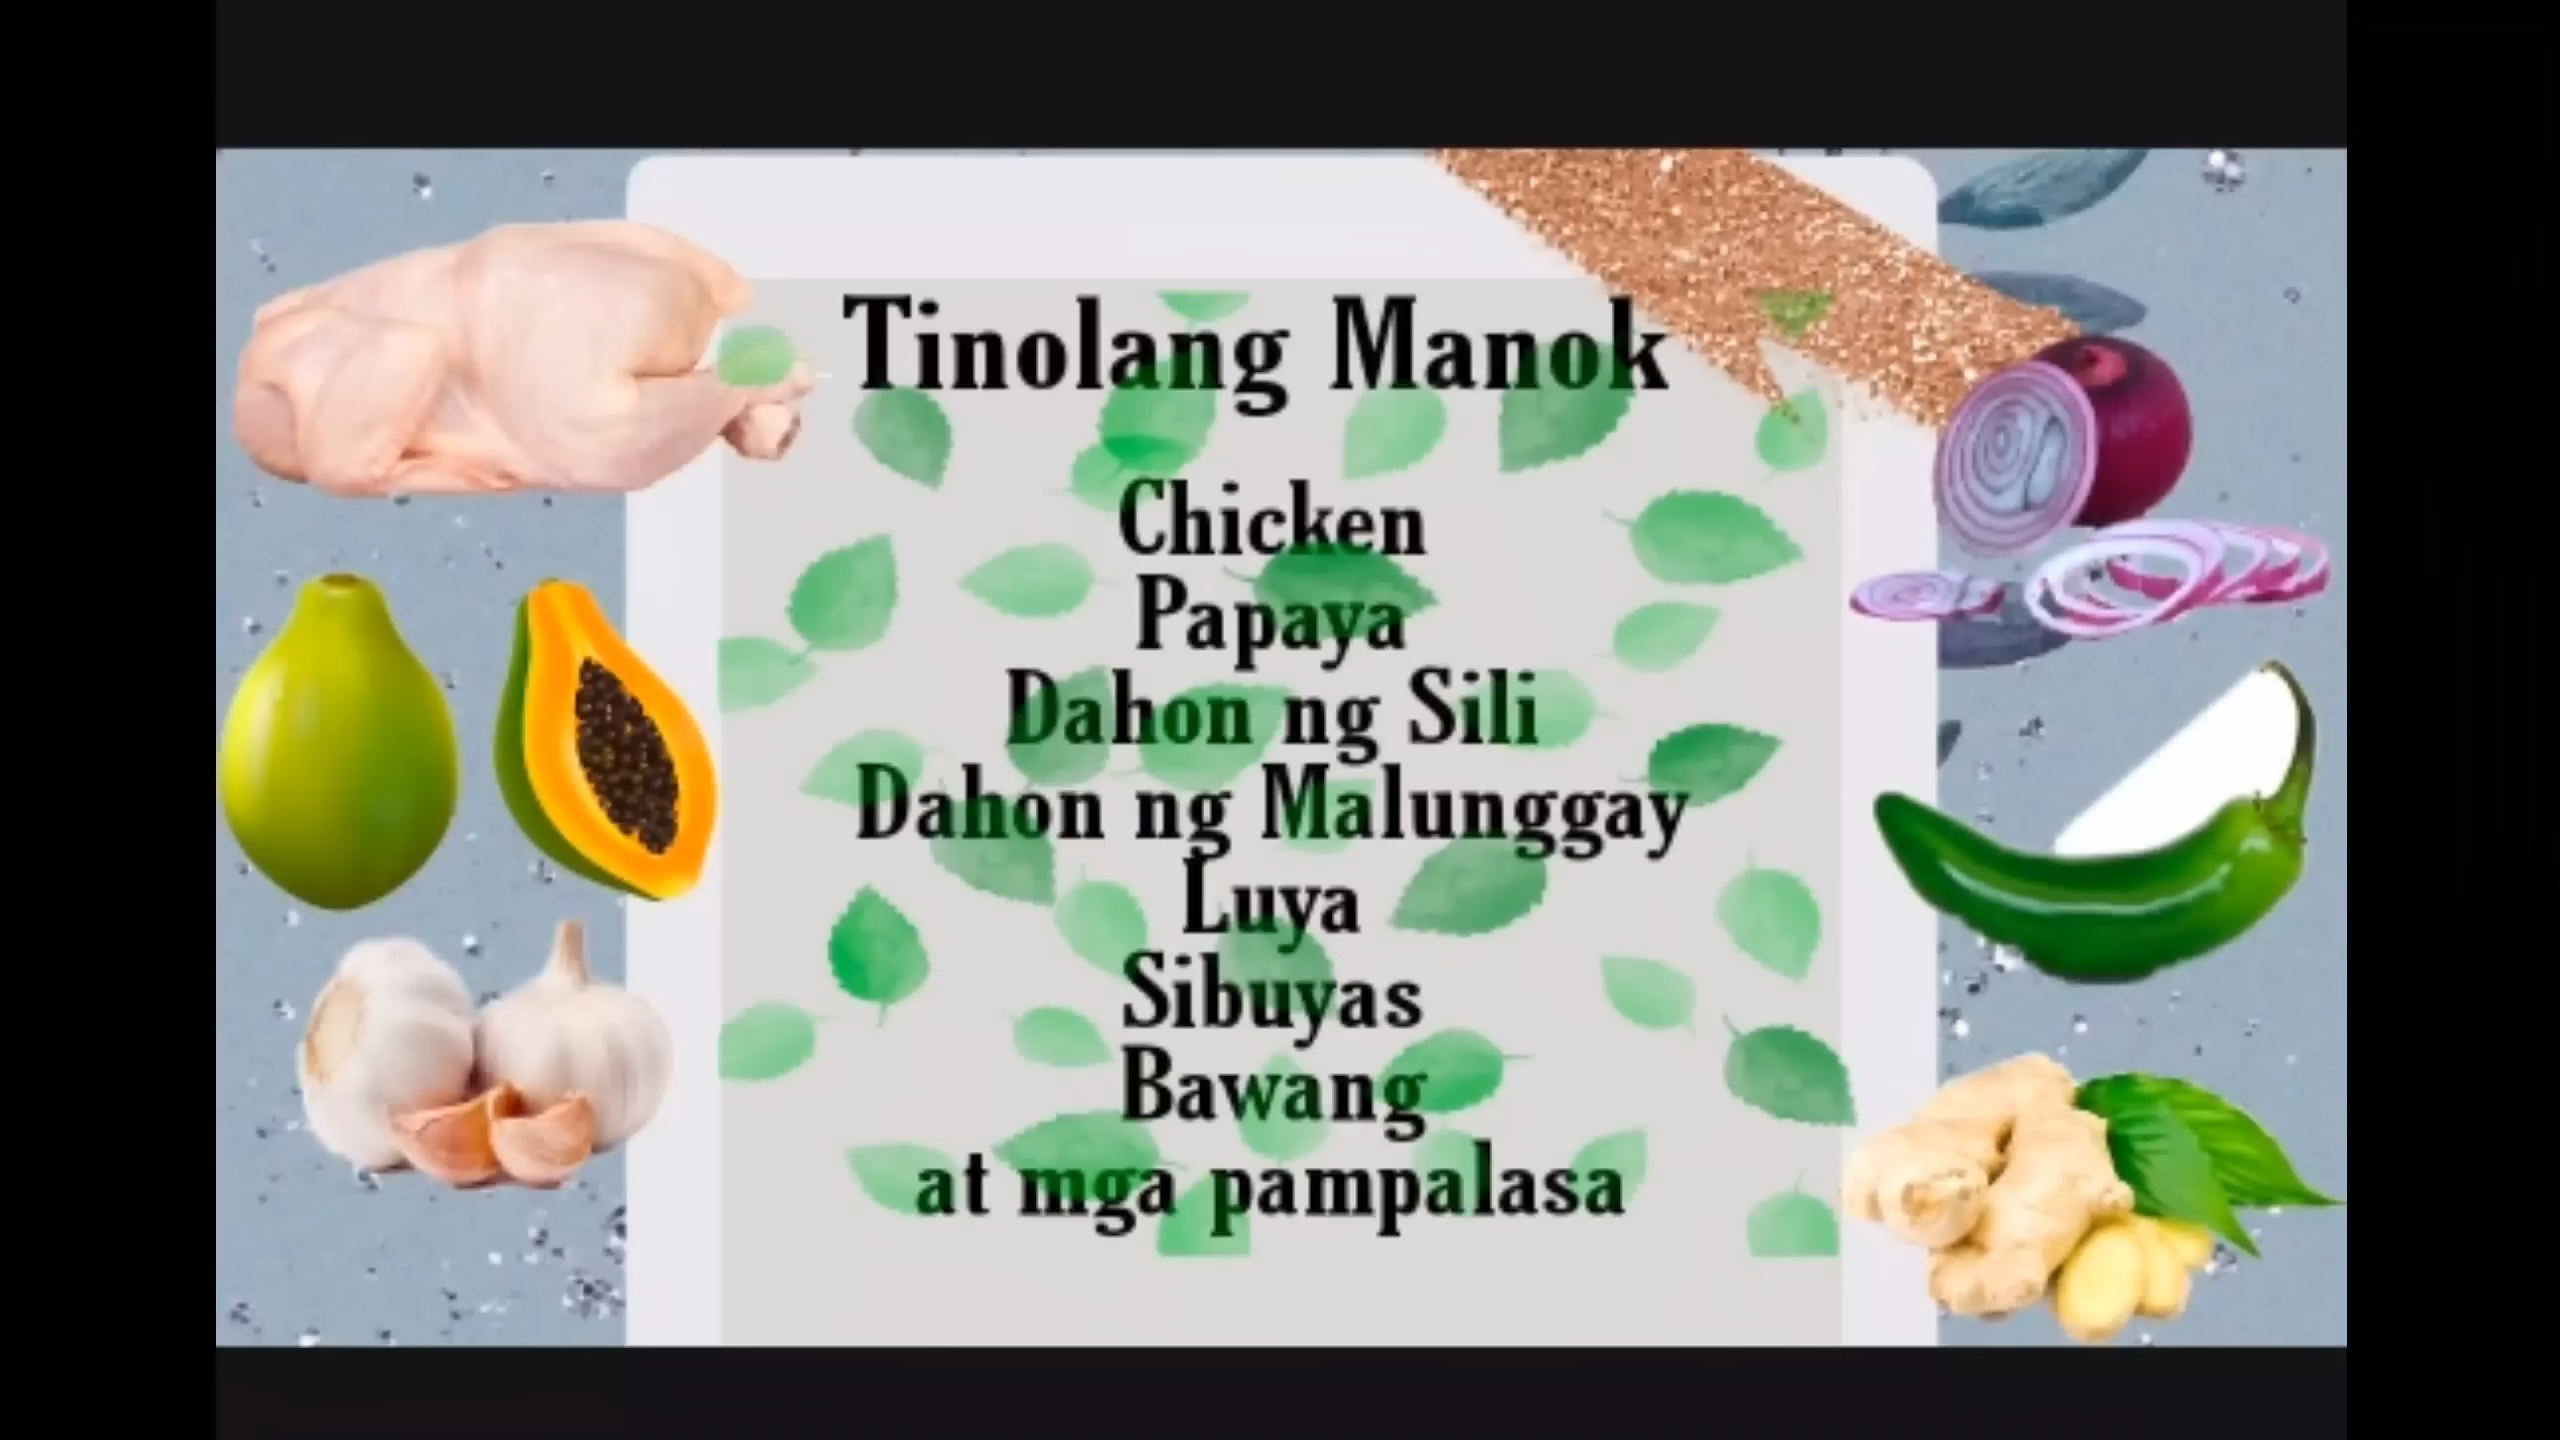 Tinolang Manok
Chicken
Papaya
Dahon ng Sili
Dahon ng Malunggay
Luya
Sibuyas
Bawang
at mga pampalasa